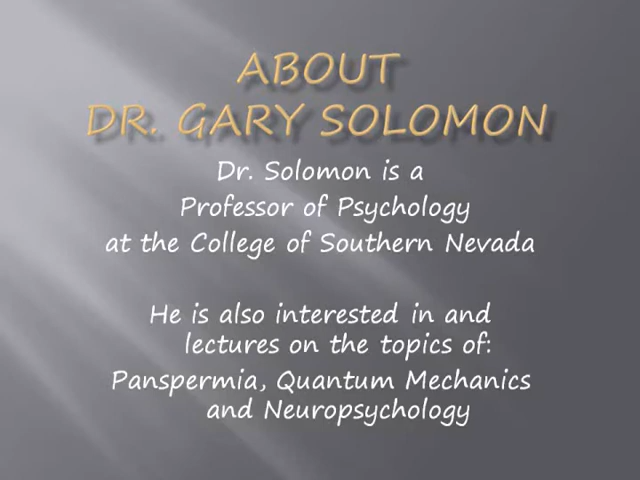 ABOUT
DR. GARY SOLOMON
Dr. Solomon is a
Professor of Psychology
at the College of Southern Nevada
He is also interested in and
lectures on the topics of:
Panspermia, Quantum Mechanics
and Neuropsychology